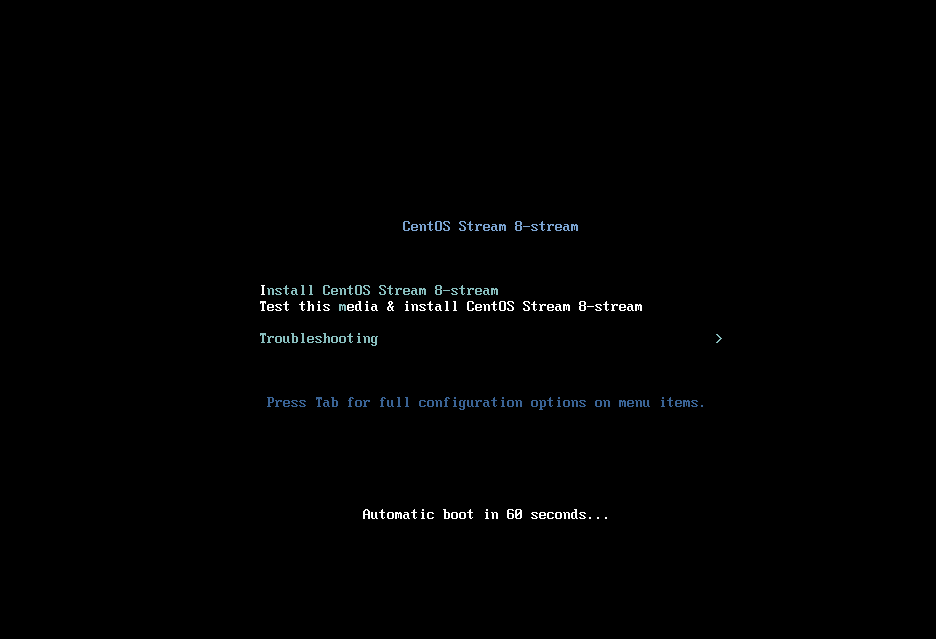 CentOS Stream 8-stream
Install CentOS Stream 8-stream
Test this media & install CentOS Stream 8-stream
Troubleshooting >
Press Tab for full configuration options on menu items.
Automatic boot in 60 seconds...